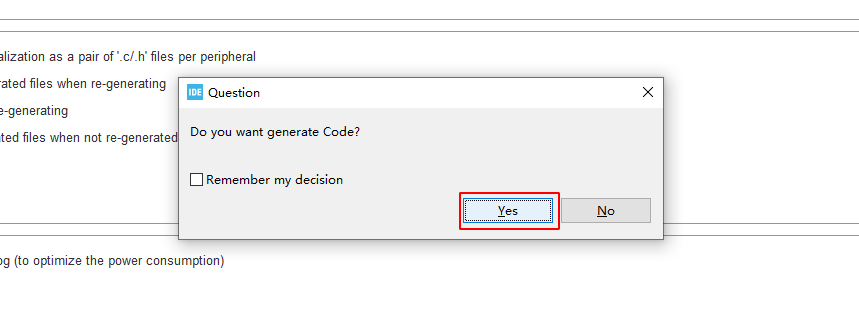 alization as a pair of '.c/.h' files per peripheral
rated files when re-generating
e-generating
ated files when not re-generated
IDE Question
Do you want generate Code?
Remember my decision
Yes No
og (to optimize the power consumption)